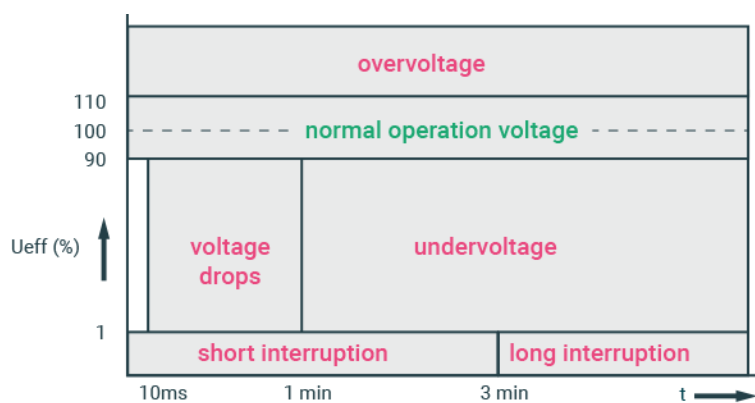 overvoltage
110
100
normal operation voltage
90
Ueff (%)
voltage
drops
undervoltage
1
short interruption
long interruption
10ms
1 min
3 min
t